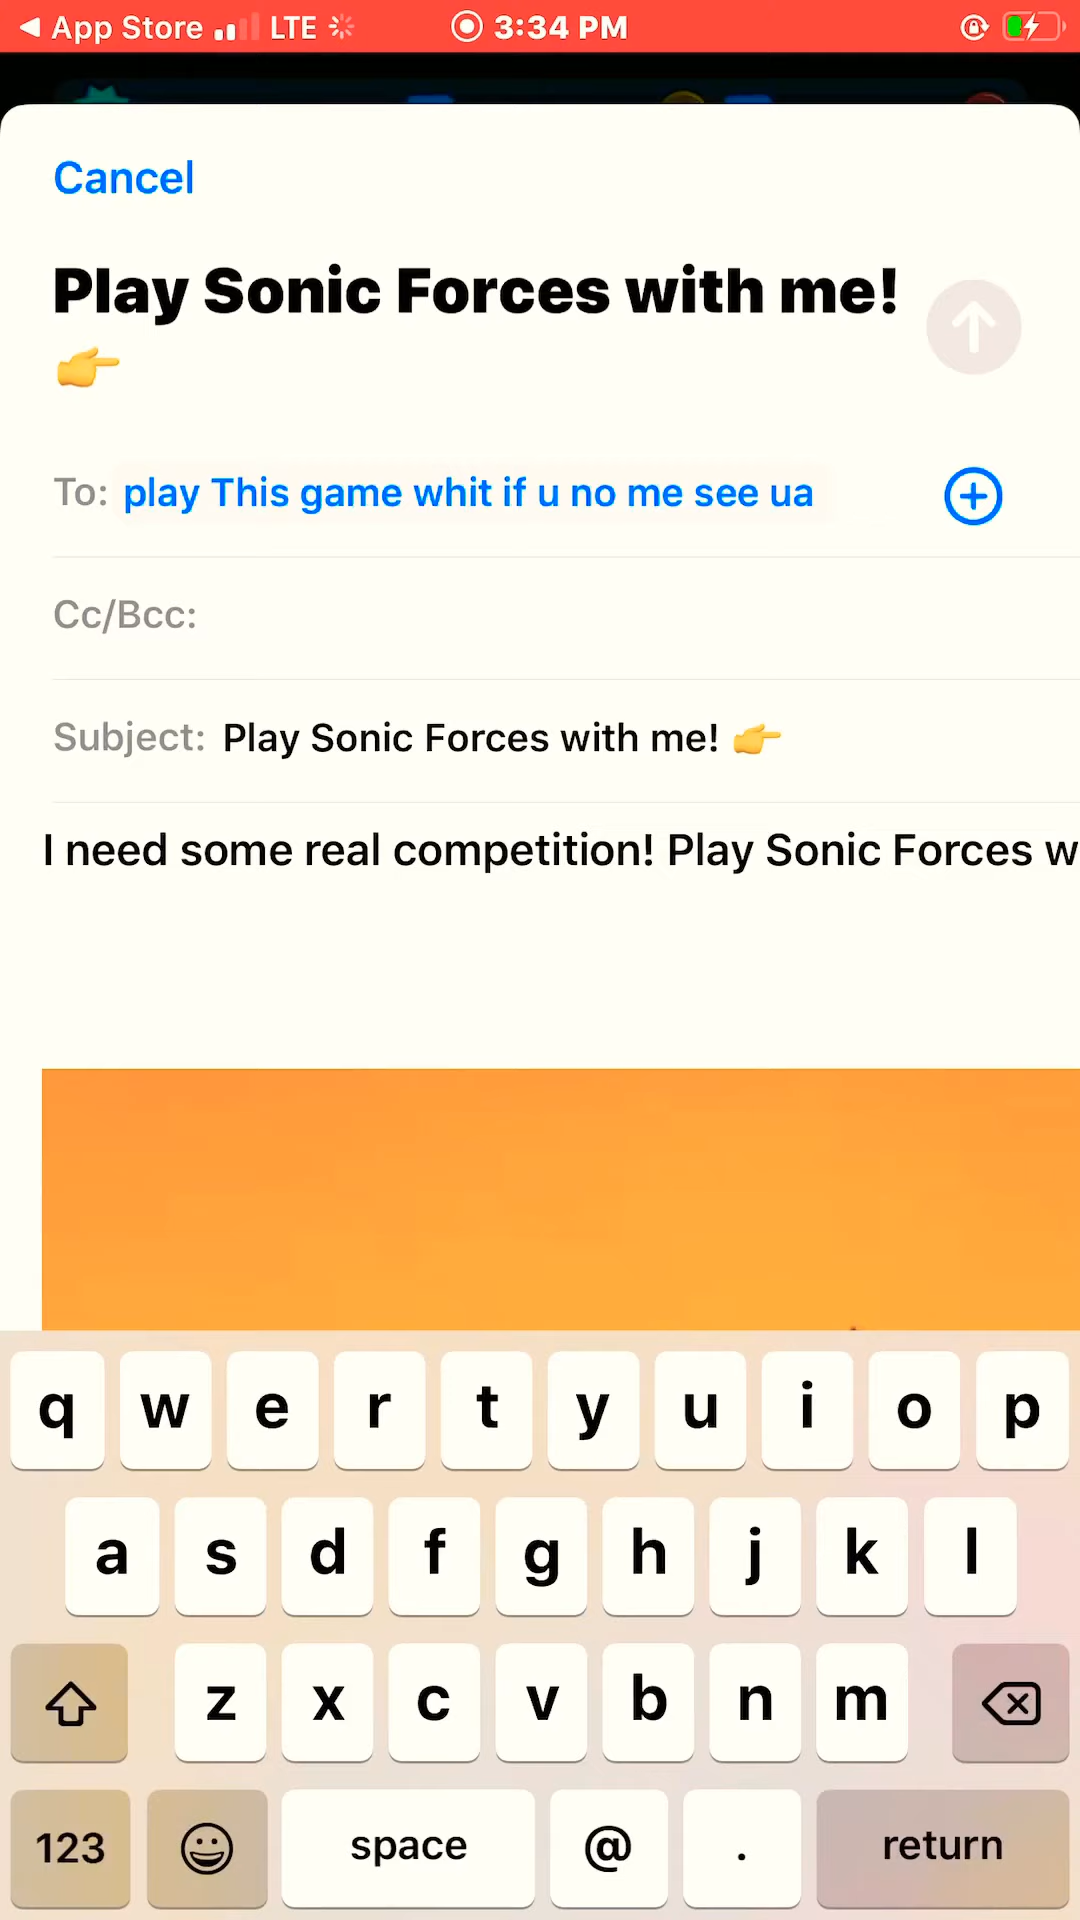 App Store LTE 3:34 PM
Cancel
Play Sonic Forces with me!
👉
To: play This game whit if u no me see ua
Cc/Bcc:
Subject: Play Sonic Forces with me! 👉
I need some real competition! Play Sonic Forces w
q w e r t y u i o p
a s d f g h j k l
z x c v b n m
123 space @ . return